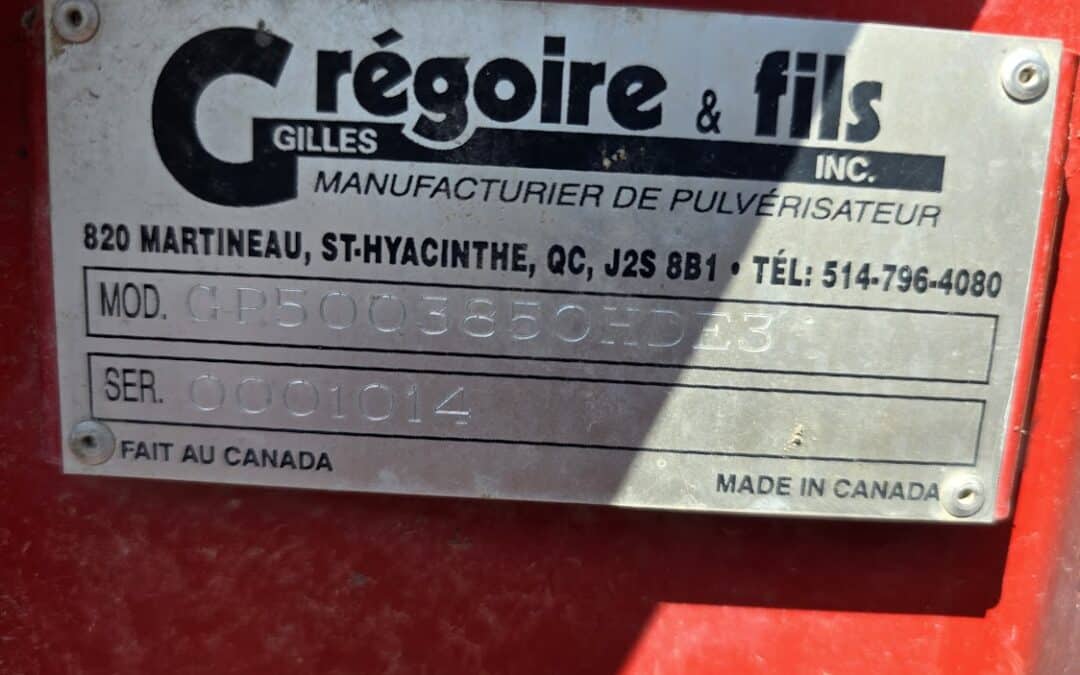 Grégoire & fils
GILLES
INC.
MANUFACTURIER DE PULVÉRISATEUR
820 MARTINEAU, ST-HYACINTHE, QC, J2S 8B1 • TÉL: 514-796-4080
MOD. GP5003850HDE3
SER. 0001014
FAIT AU CANADA
MADE IN CANADA